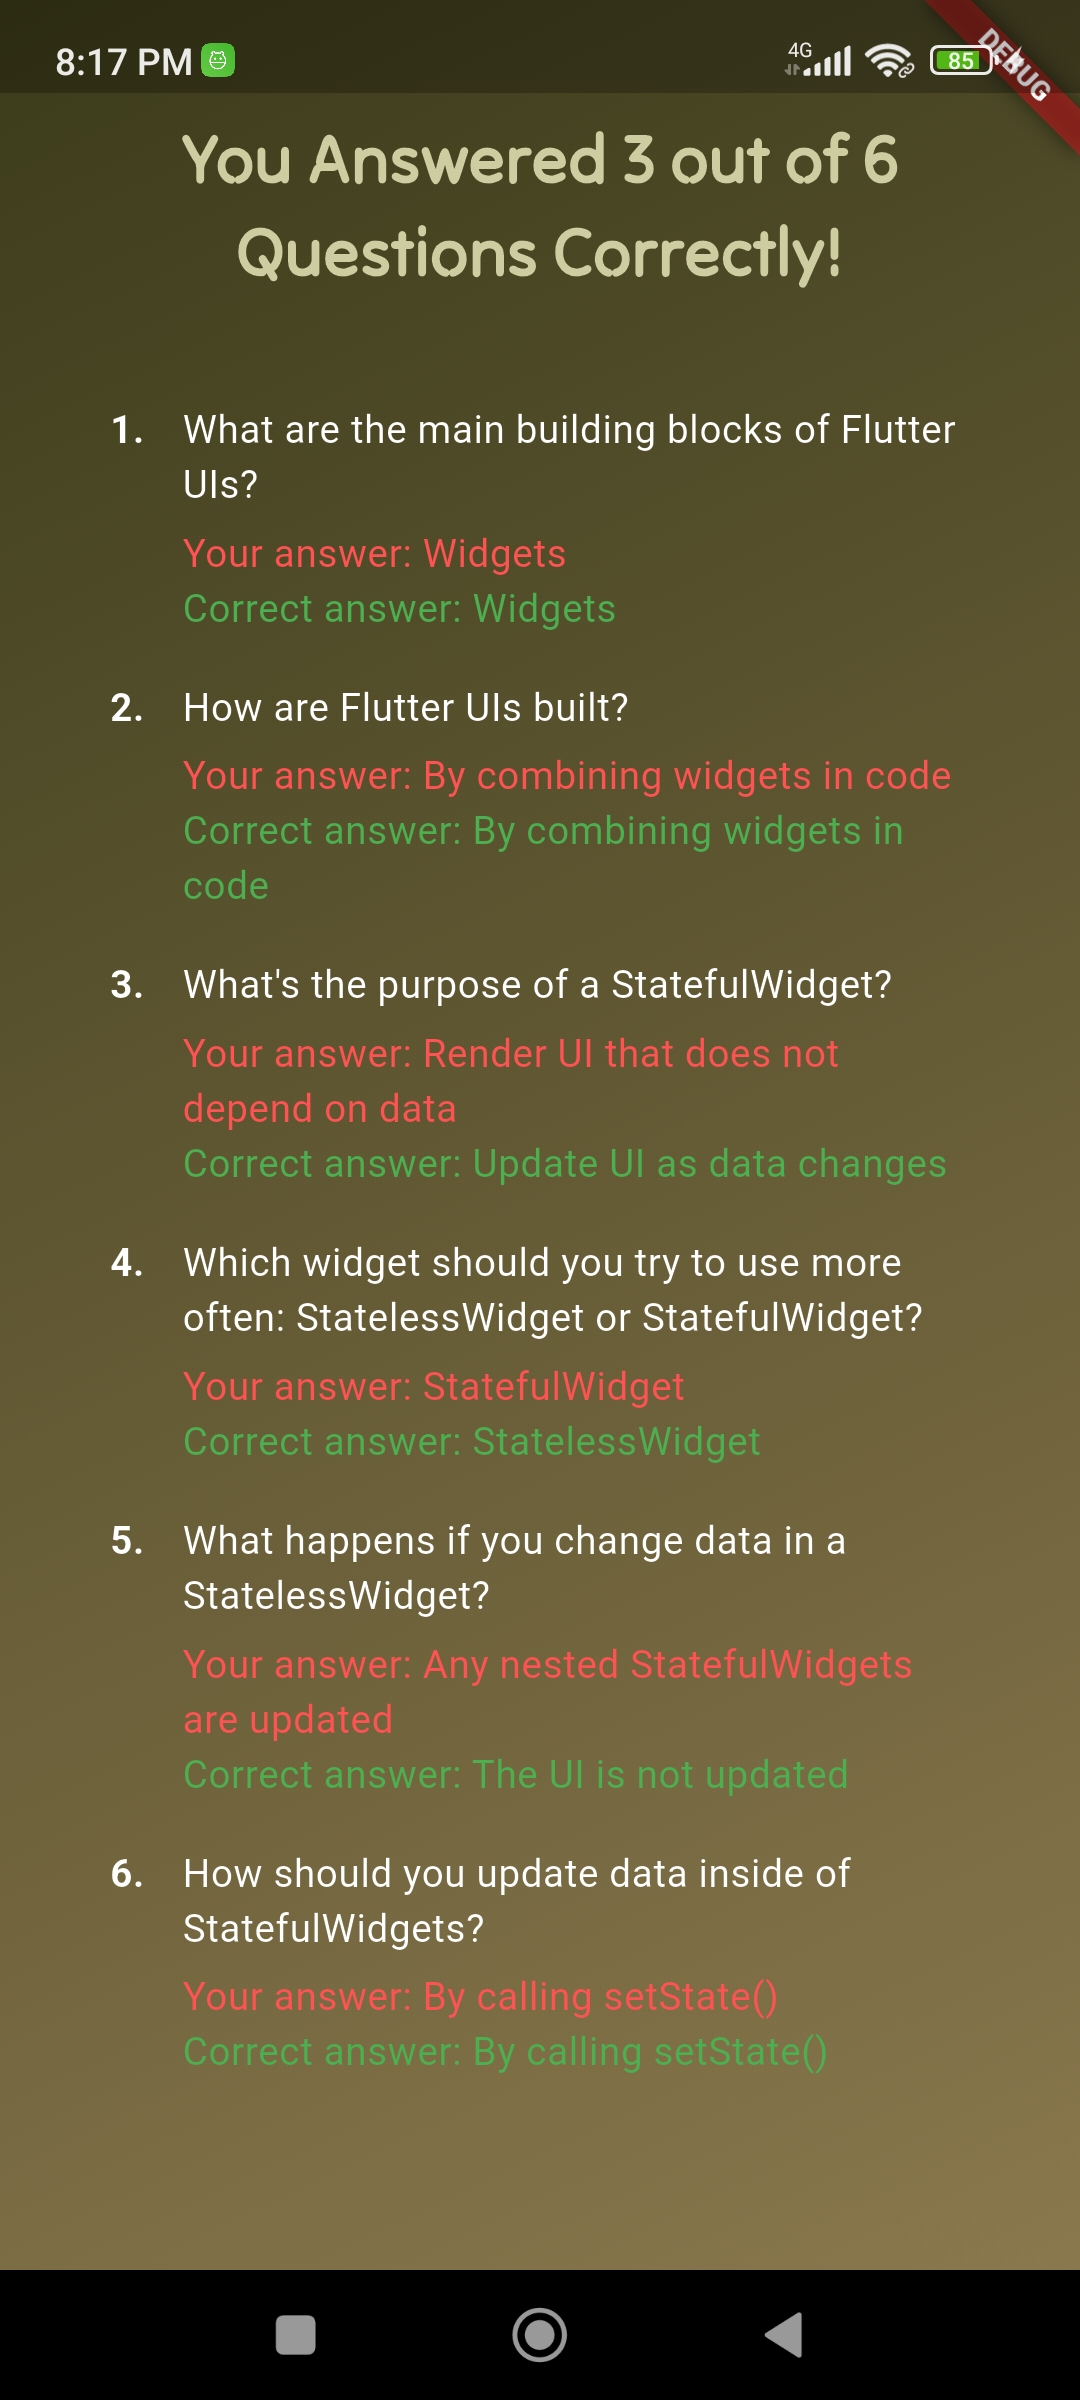 8:17 PM
4G
85
DEBUG
You Answered 3 out of 6
Questions Correctly!
1. What are the main building blocks of Flutter
UIs?
Your answer: Widgets
Correct answer: Widgets
2. How are Flutter UIs built?
Your answer: By combining widgets in code
Correct answer: By combining widgets in
code
3. What's the purpose of a StatefulWidget?
Your answer: Render UI that does not
depend on data
Correct answer: Update UI as data changes
4. Which widget should you try to use more
often: StatelessWidget or StatefulWidget?
Your answer: StatefulWidget
Correct answer: StatelessWidget
5. What happens if you change data in a
StatelessWidget?
Your answer: Any nested StatefulWidgets
are updated
Correct answer: The UI is not updated
6. How should you update data inside of
StatefulWidgets?
Your answer: By calling setState()
Correct answer: By calling setState()